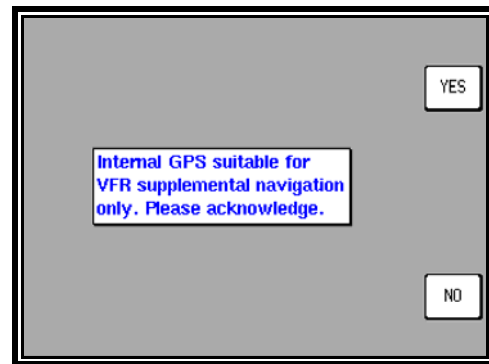 YES
Internal GPS suitable for
VFR supplemental navigation
only. Please acknowledge.
NO